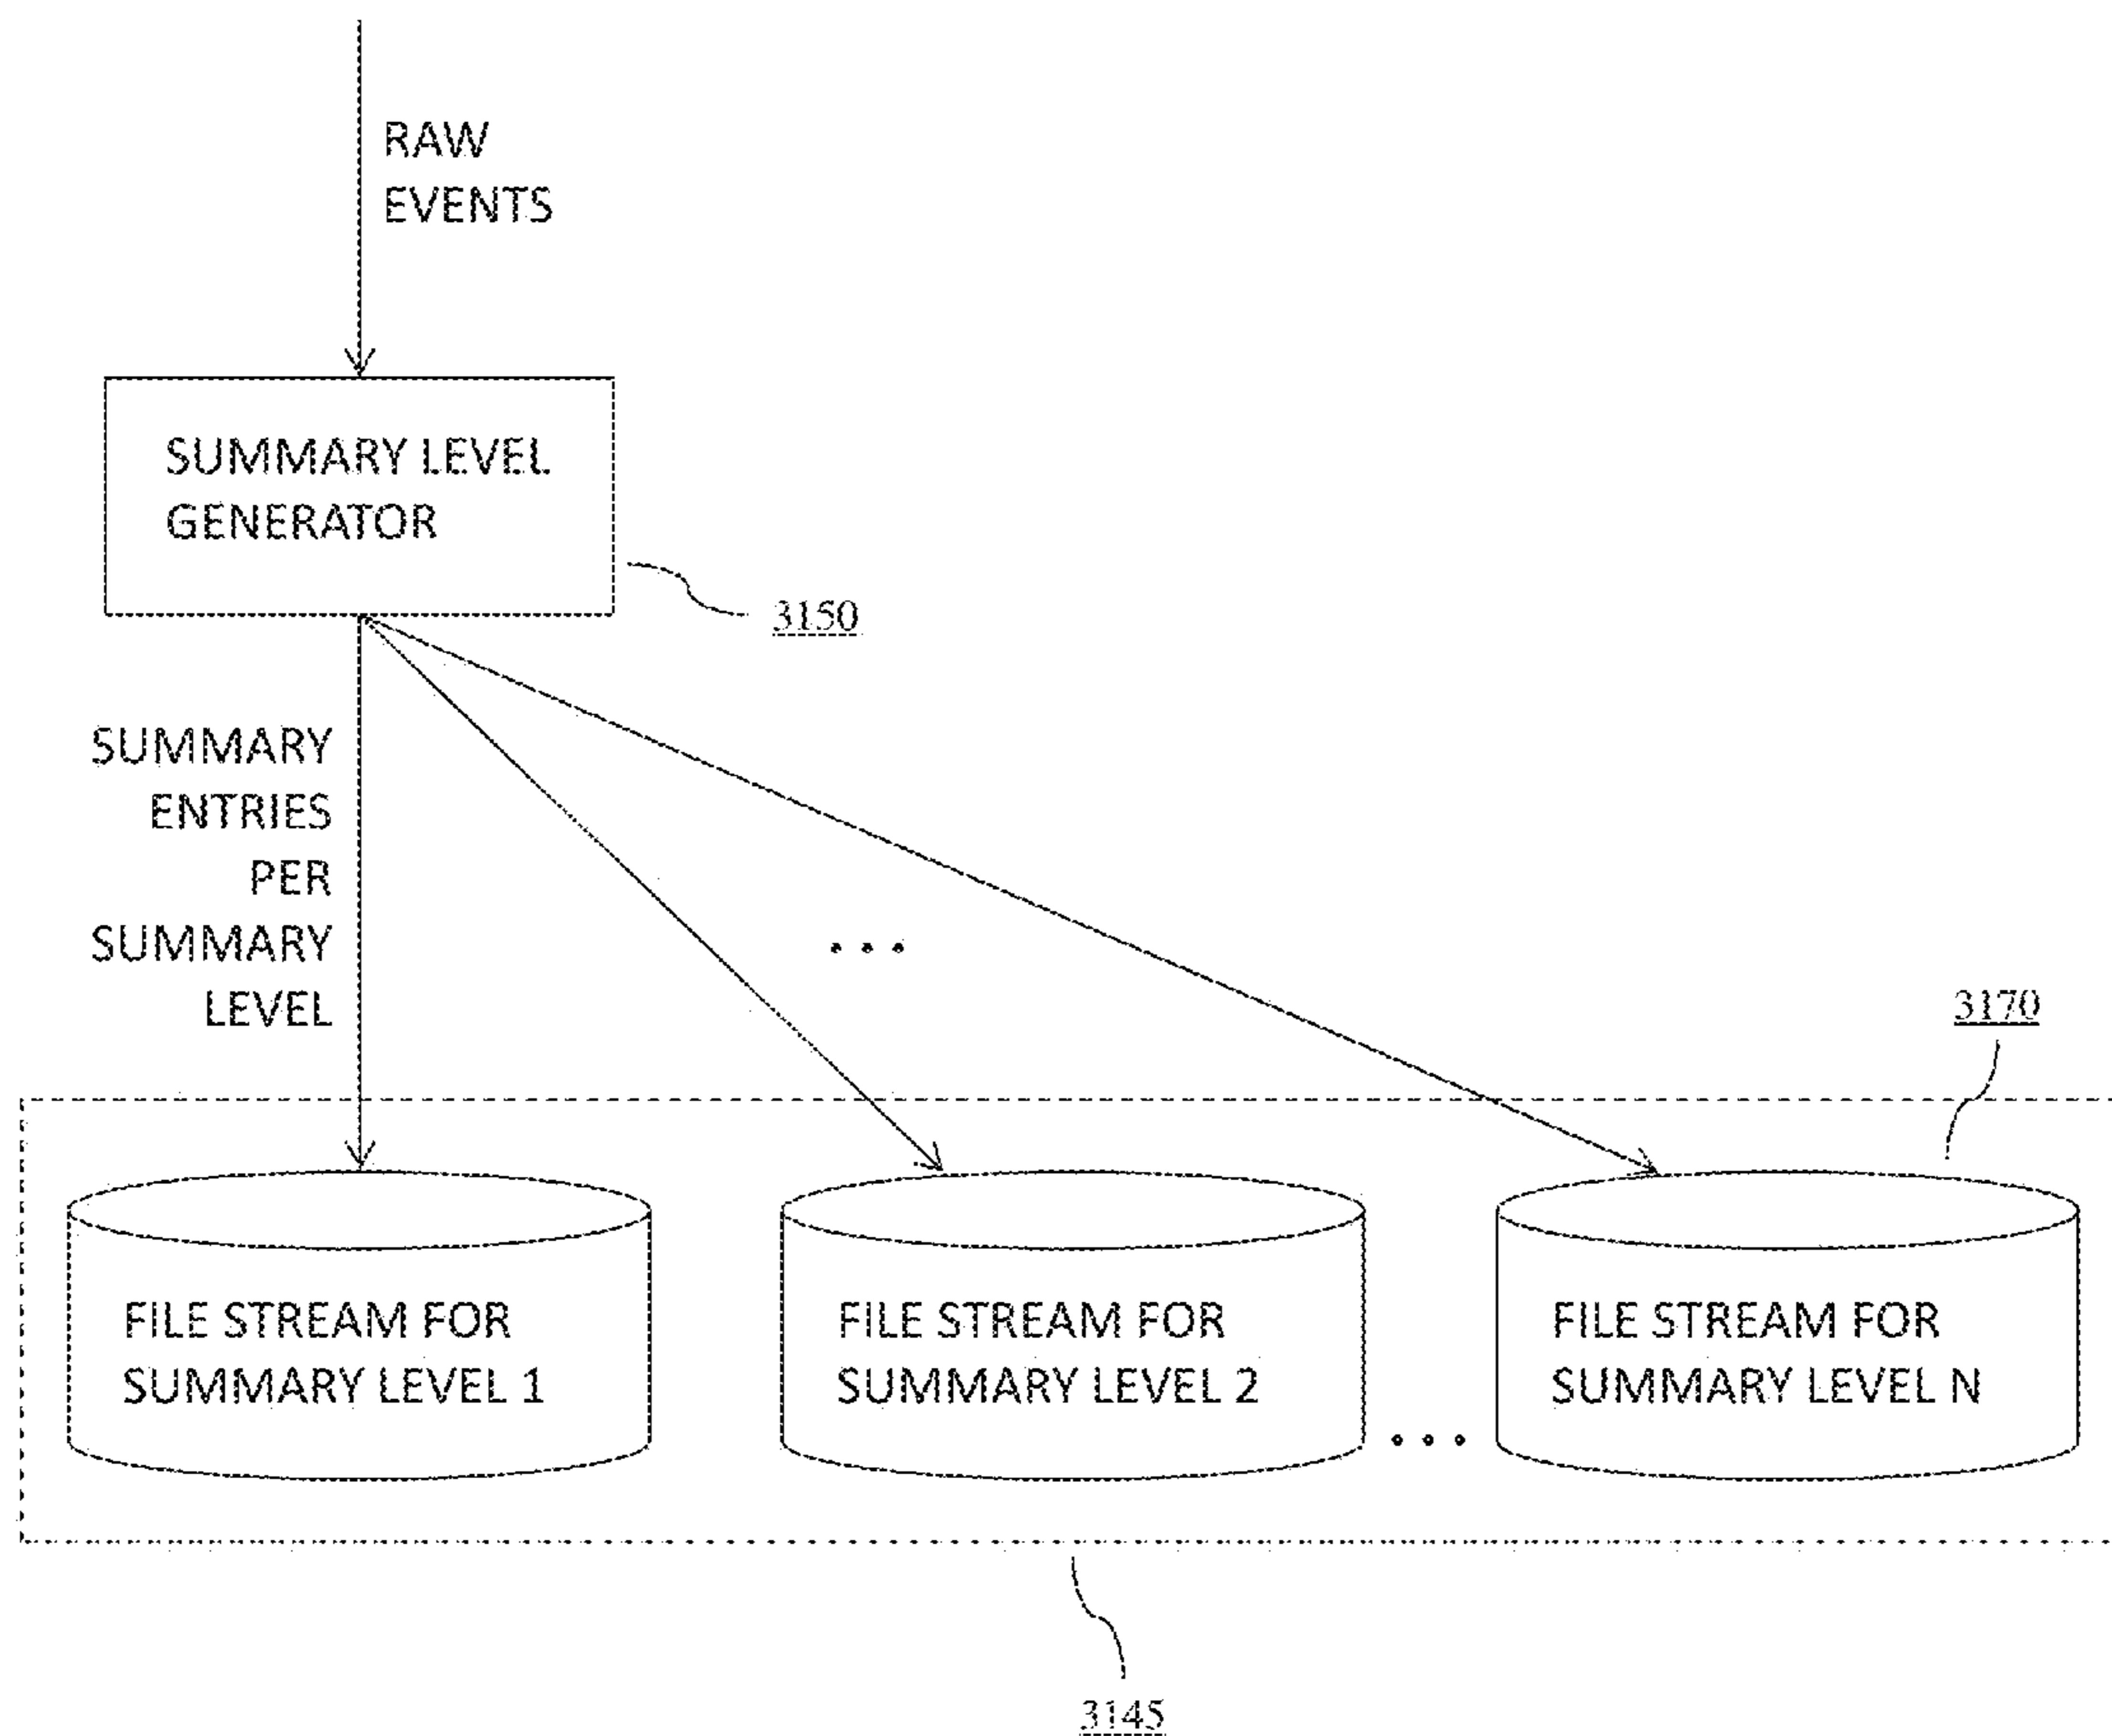 RAW
EVENTS
SUMMARY LEVEL
GENERATOR
3150
SUMMARY
ENTRIES
PER
SUMMARY
LEVEL
. . .
3170
FILE STREAM FOR
SUMMARY LEVEL 1
FILE STREAM FOR
SUMMARY LEVEL 2
. . .
FILE STREAM FOR
SUMMARY LEVEL N
3145